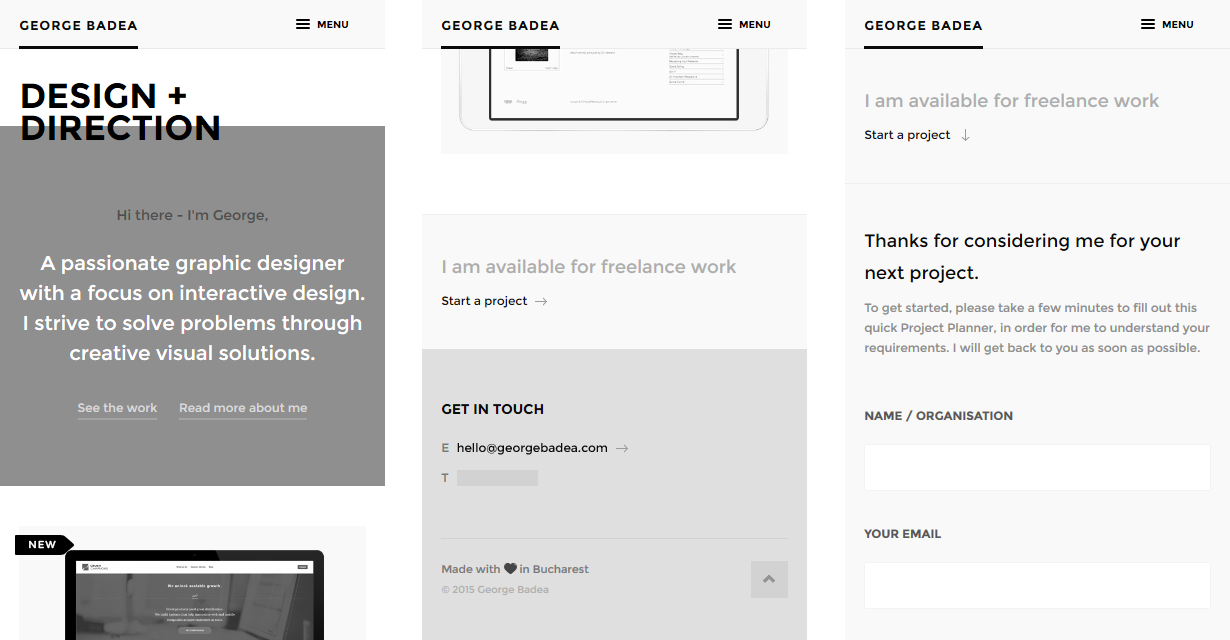 GEORGE BADEA
MENU
DESIGN +
DIRECTION
Hi there - I'm George,
A passionate graphic designer
with a focus on interactive design.
I strive to solve problems through
creative visual solutions.
See the work
Read more about me
NEW
We unlock scalable growth.
GEORGE BADEA
MENU
I am available for freelance work
Start a project →
GET IN TOUCH
E hello@georgebadea.com →
T
Made with ♥ in Bucharest
© 2015 George Badea
GEORGE BADEA
MENU
I am available for freelance work
Start a project ↓
Thanks for considering me for your
next project.
To get started, please take a few minutes to fill out this
quick Project Planner, in order for me to understand your
requirements. I will get back to you as soon as possible.
NAME / ORGANISATION
YOUR EMAIL